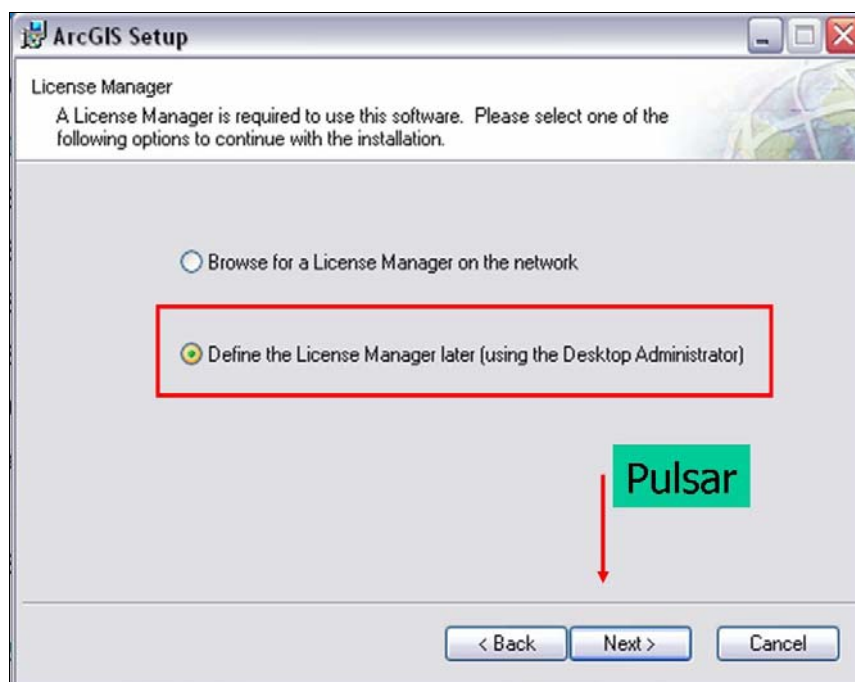 ArcGIS Setup
License Manager
A License Manager is required to use this software. Please select one of the
following options to continue with the installation.
Browse for a License Manager on the network
Define the License Manager later (using the Desktop Administrator)
Pulsar
< Back
Next >
Cancel